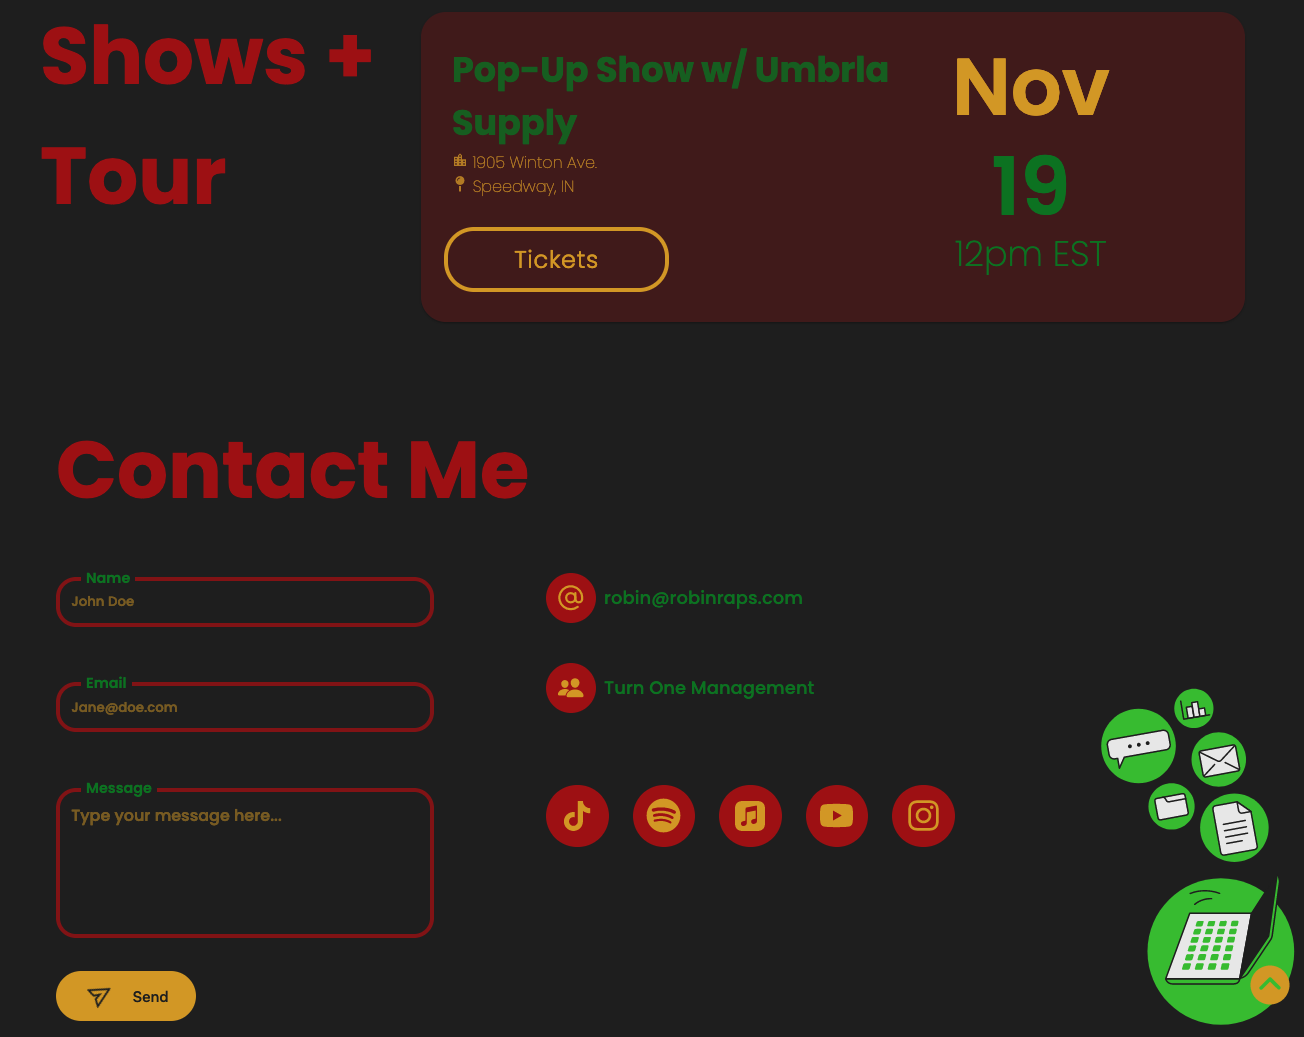 Shows +
Tour
Pop-Up Show w/ Umbrla
Supply
1905 Winton Ave.
Speedway, IN
Tickets
Nov
19
12pm EST
Contact Me
Name
John Doe
Email
Jane@doe.com
Message
Type your message here...
Send
robin@robinraps.com
Turn One Management